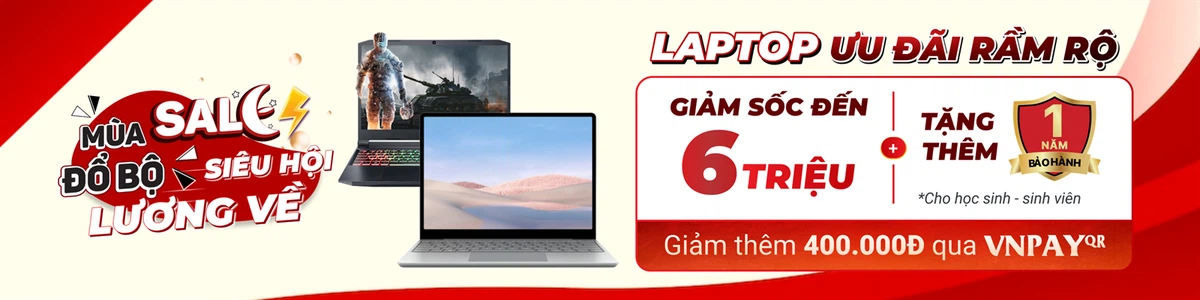 MÙA
SALE
ĐỔ BỘ
SIÊU HỘI
LƯƠNG VỀ
LAPTOP ƯU ĐÃI RẦM RỘ
GIẢM SỐC ĐẾN
6 TRIỆU
+
TẶNG
THÊM
1
NĂM
BẢO HÀNH
*Cho học sinh - sinh viên
Giảm thêm 400.000Đ qua VNPAYQR